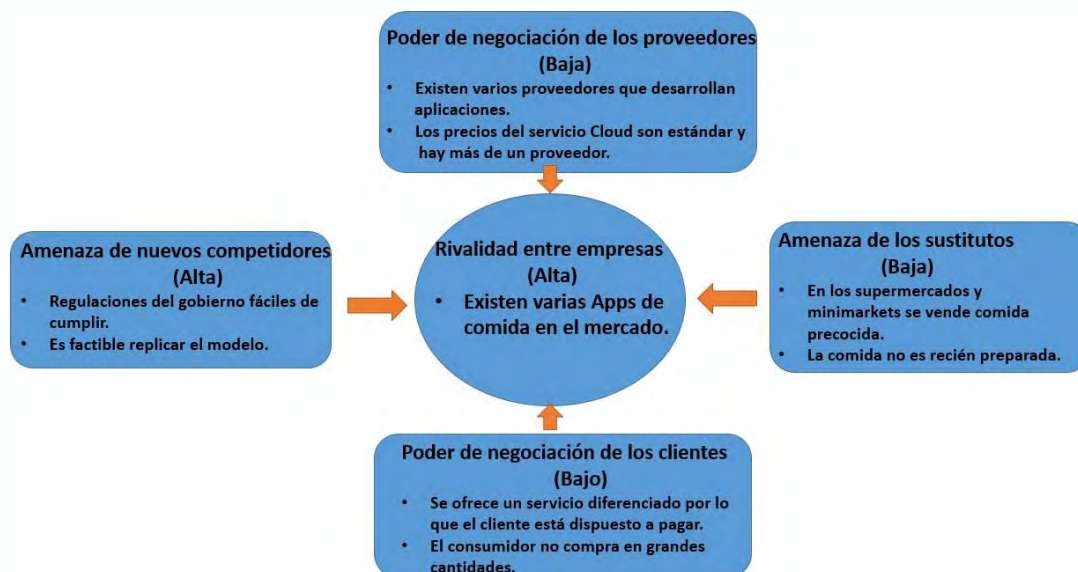 Poder de negociación de los proveedores
(Baja)
• Existen varios proveedores que desarrollan
aplicaciones.
• Los precios del servicio Cloud son estándar y
hay más de un proveedor.
Amenaza de nuevos competidores
(Alta)
• Regulaciones del gobierno fáciles de
cumplir.
• Es factible replicar el modelo.
Rivalidad entre empresas
(Alta)
• Existen varias Apps de
comida en el mercado.
Amenaza de los sustitutos
(Baja)
• En los supermercados y
minimarkets se vende comida
precocida.
• La comida no es recién preparada.
Poder de negociación de los clientes
(Bajo)
• Se ofrece un servicio diferenciado por lo
que el cliente está dispuesto a pagar.
• El consumidor no compra en grandes
cantidades.